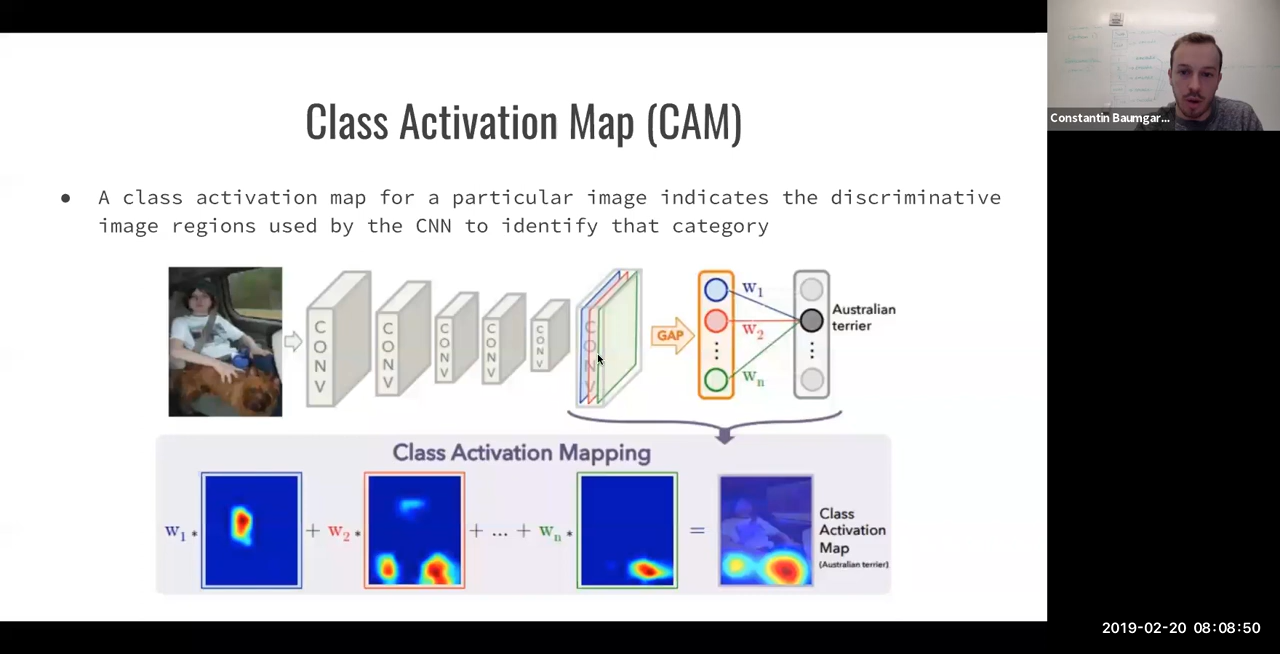 Class Activation Map (CAM)
● A class activation map for a particular image indicates the discriminative
image regions used by the CNN to identify that category
CONV
CONV
CONV
CONV
CONV
CONV
GAP
w1
w2
wn
Australian
terrier
Class Activation Mapping
w1 *
+ w2 *
+ ... + wn *
=
Class
Activation
Map
(Australian terrier)
Constantin Baumgar...
2019-02-20 08:08:50